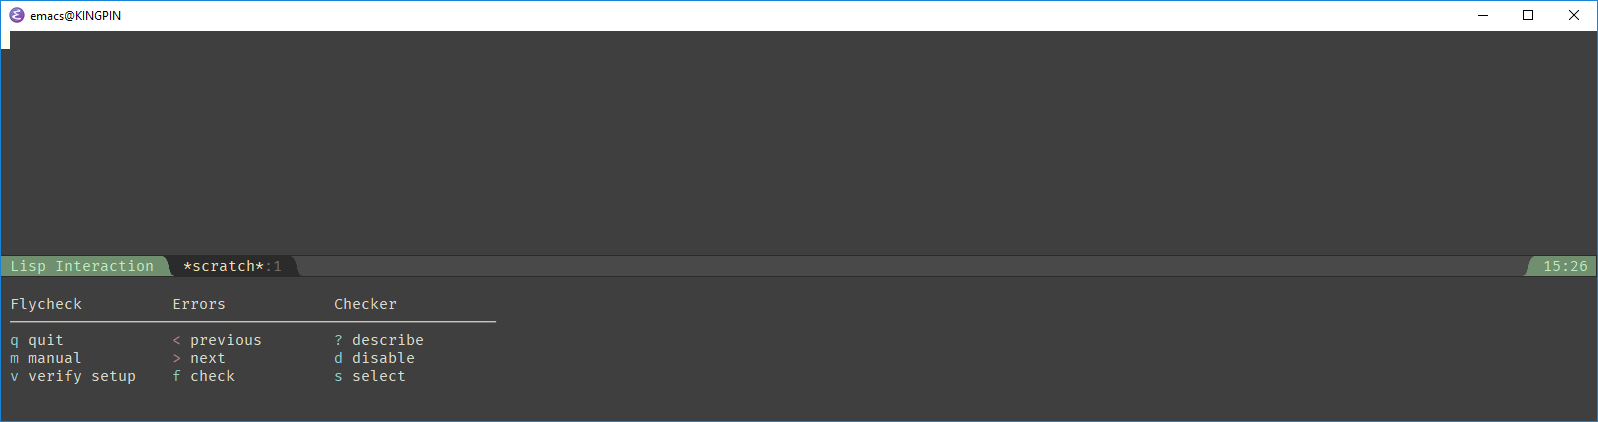 emacs@KINGPIN
Lisp Interaction *scratch*:1 15:26
Flycheck Errors Checker
q quit < previous ? describe
m manual > next d disable
v verify setup f check s select